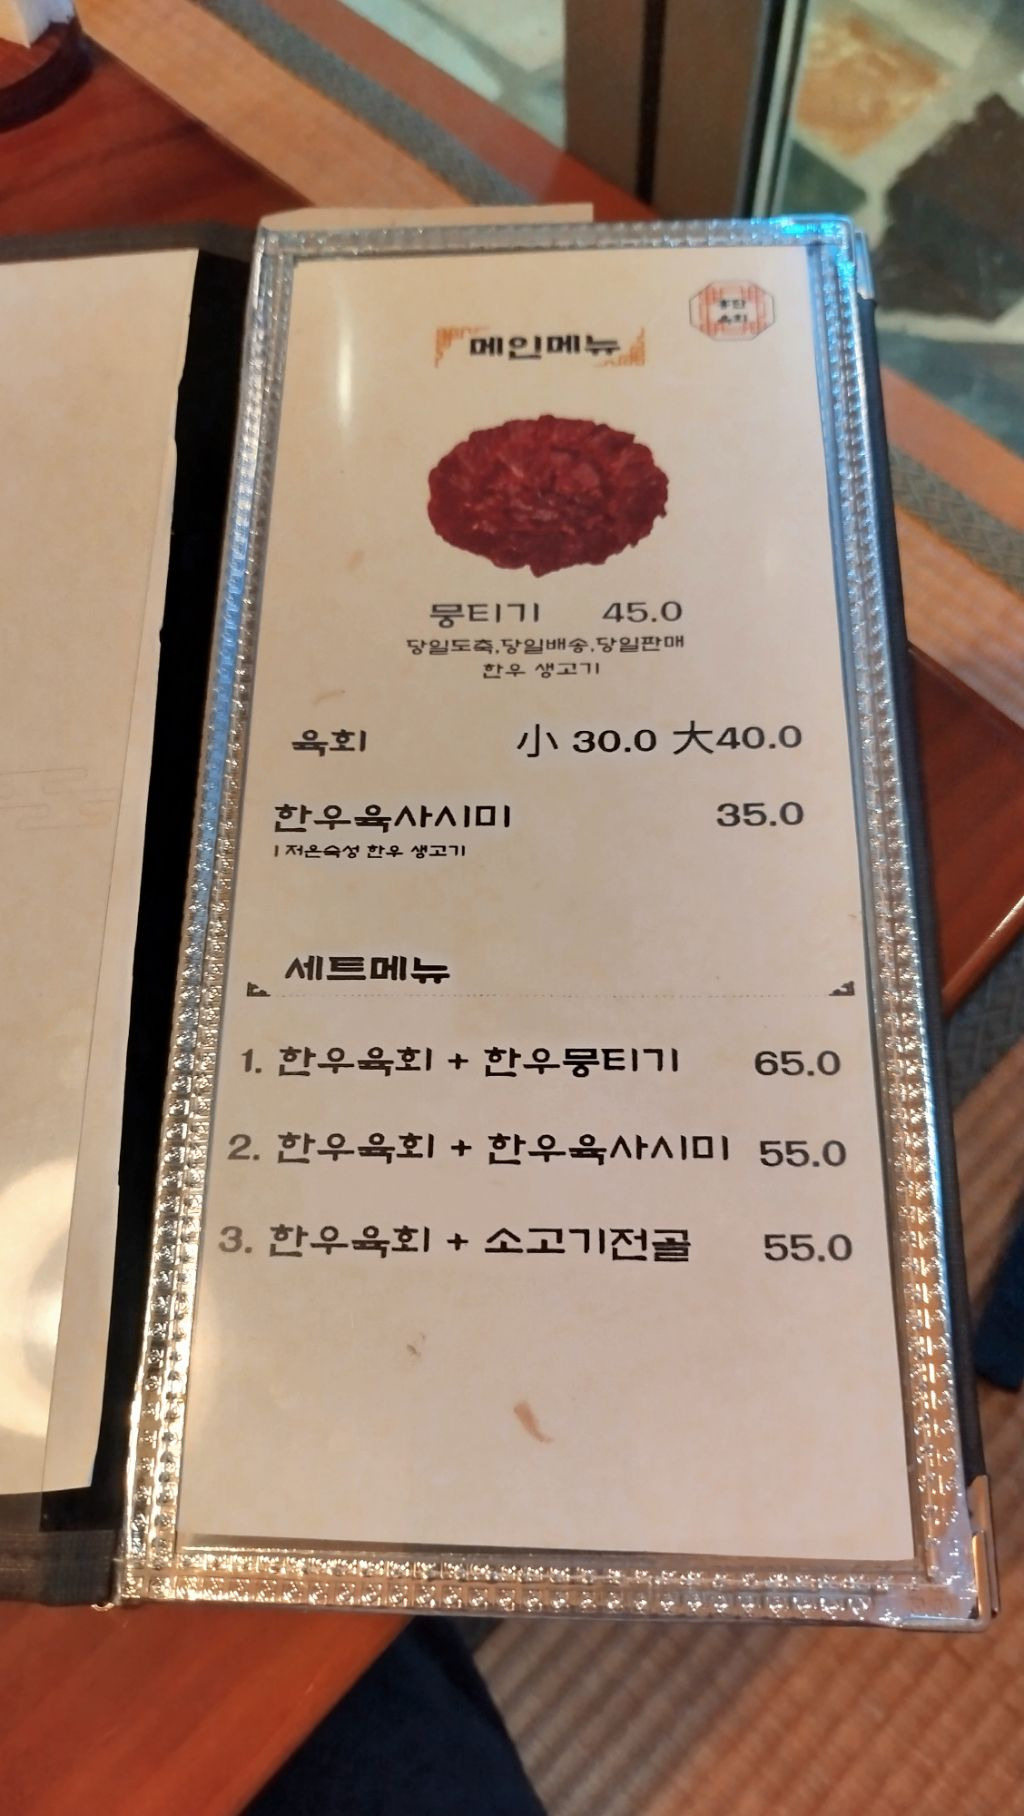 메인메뉴
홍단
육회
뭉티기 45.0
당일도축,당일배송,당일판매
한우 생고기
육회 小 30.0 大40.0
한우육사시미 35.0
| 저온숙성 한우 생고기
세트메뉴
1. 한우육회 + 한우뭉티기 65.0
2. 한우육회 + 한우육사시미 55.0
3. 한우육회 + 소고기전골 55.0